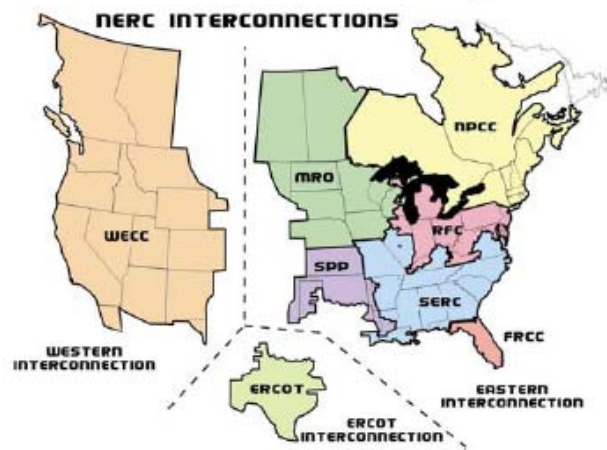 NERC INTERCONNECTIONS
NPCC
MRO
RFC
WECC
SPP
SERC
FRCC
WESTERN
INTERCONNECTION
ERCOT
EASTERN
INTERCONNECTION
ERCOT
INTERCONNECTION